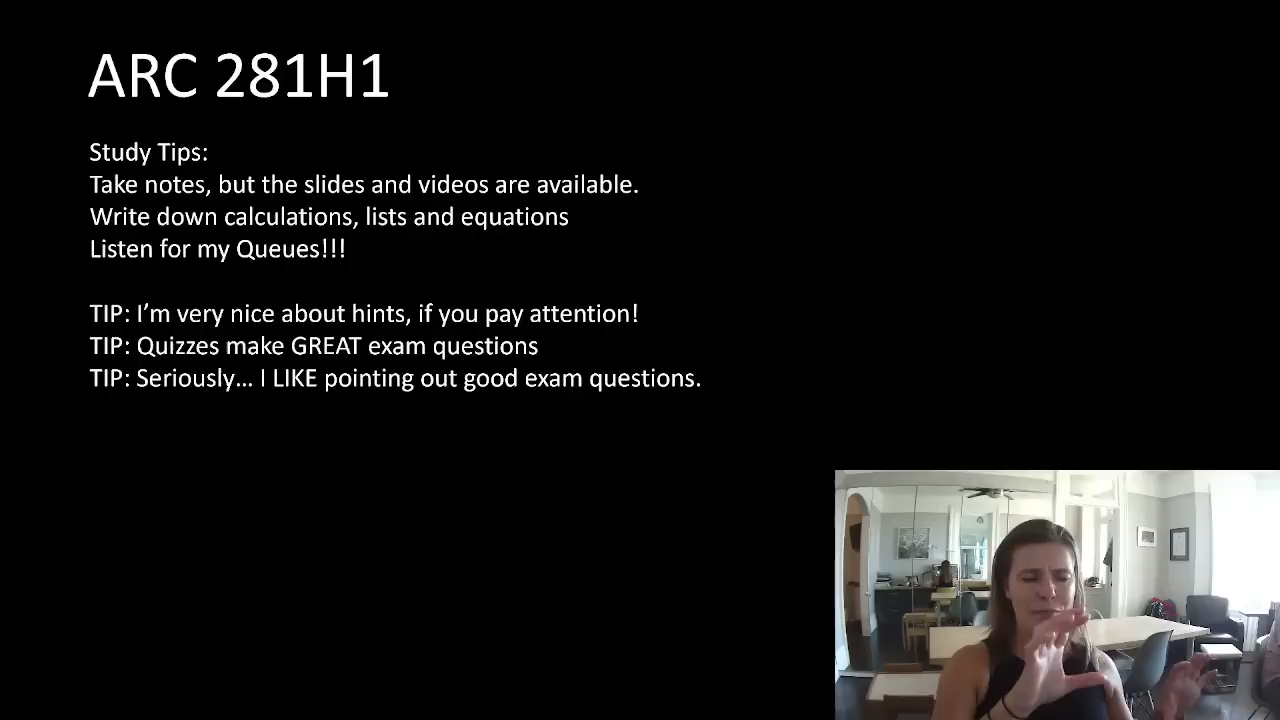 ARC 281H1
Study Tips:
Take notes, but the slides and videos are available.
Write down calculations, lists and equations
Listen for my Queues!!!
TIP: I’m very nice about hints, if you pay attention!
TIP: Quizzes make GREAT exam questions
TIP: Seriously… I LIKE pointing out good exam questions.